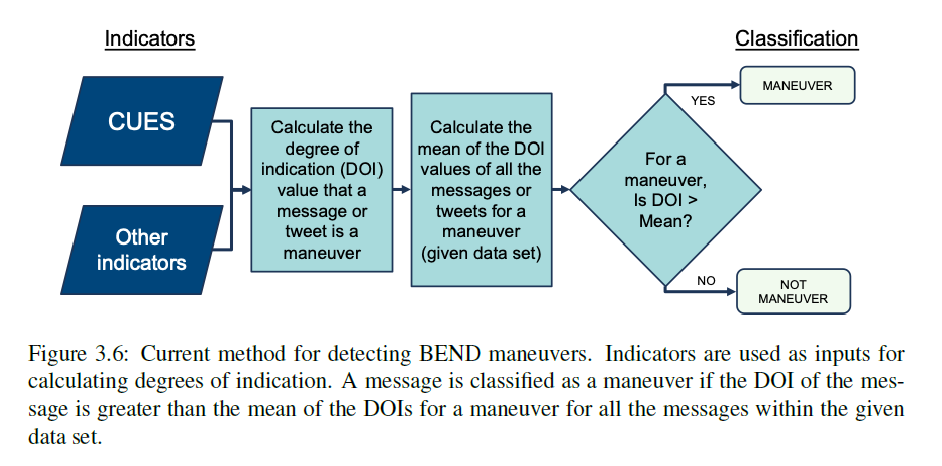 Indicators
Classification
CUES
Other
indicators
Calculate the
degree of
indication (DOI)
value that a
message or
tweet is a
maneuver
Calculate the
mean of the DOI
values of all the
messages or
tweets for a
maneuver
(given data set)
For a
maneuver,
Is DOI >
Mean?
YES
MANEUVER
NO
NOT
MANEUVER
Figure 3.6: Current method for detecting BEND maneuvers. Indicators are used as inputs for
calculating degrees of indication. A message is classified as a maneuver if the DOI of the mes-
sage is greater than the mean of the DOIs for a maneuver for all the messages within the given
data set.